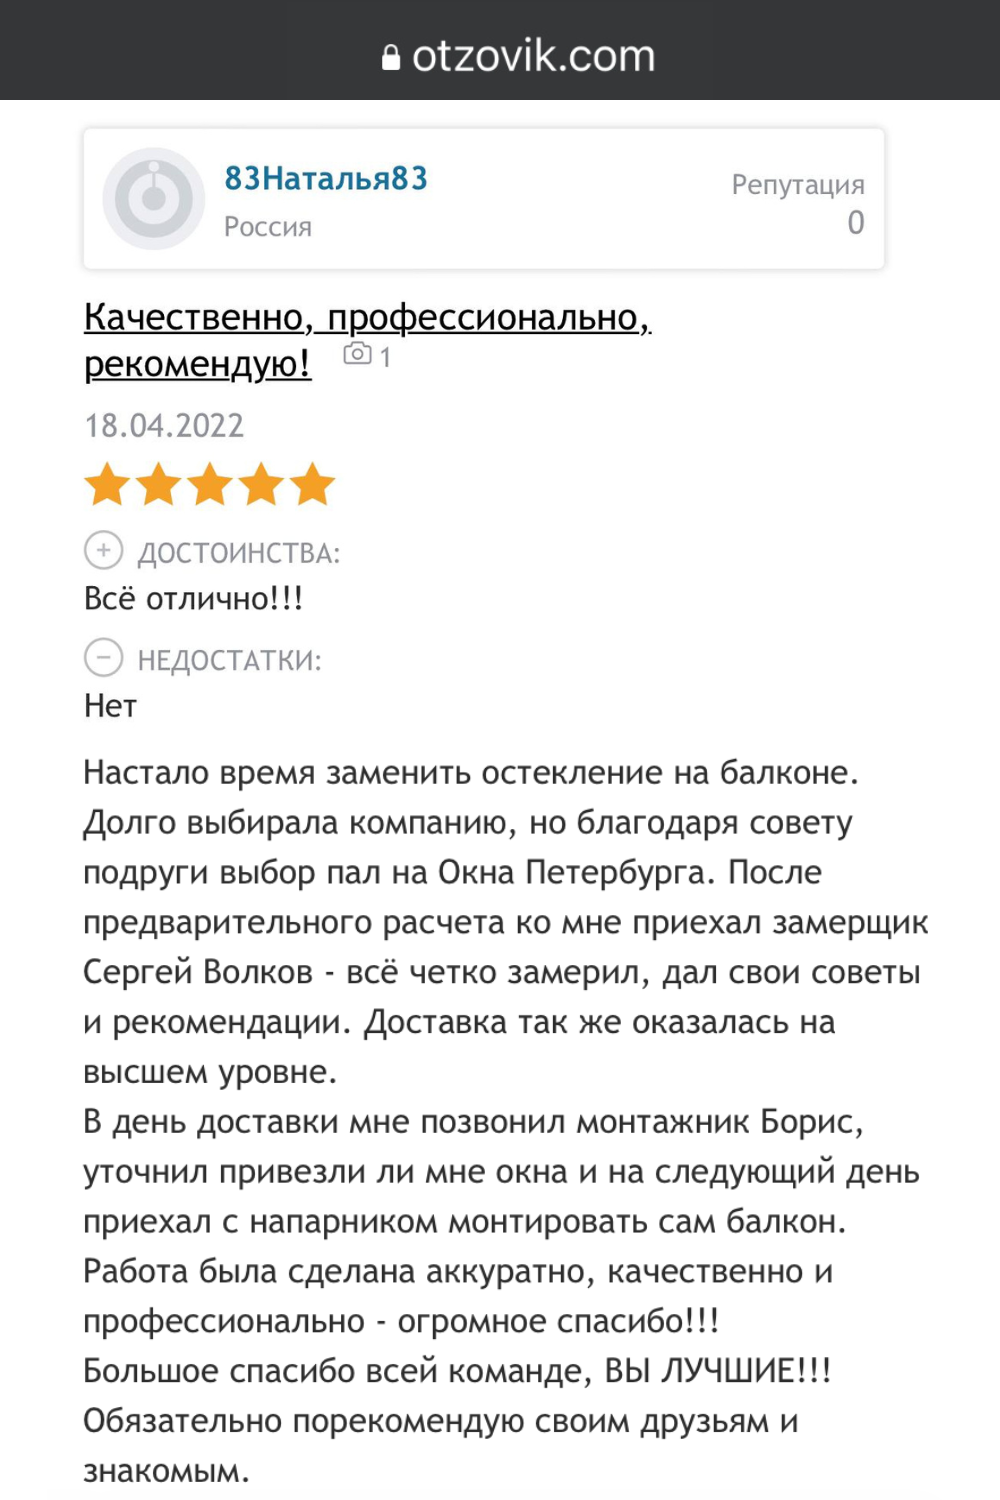 otzovik.com
83Наталья83
Репутация
Россия
0
Качественно, профессионально,
рекомендую! 1
18.04.2022
ДОСТОИНСТВА:
Всё отлично!!!
НЕДОСТАТКИ:
Нет
Настало время заменить остекление на балконе.
Долго выбирала компанию, но благодаря совету
подруги выбор пал на Окна Петербурга. После
предварительного расчета ко мне приехал замерщик
Сергей Волков - всё четко замерил, дал свои советы
и рекомендации. Доставка так же оказалась на
высшем уровне.
В день доставки мне позвонил монтажник Борис,
уточнил привезли ли мне окна и на следующий день
приехал с напарником монтировать сам балкон.
Работа была сделана аккуратно, качественно и
профессионально - огромное спасибо!!!
Большое спасибо всей команде, ВЫ ЛУЧШИЕ!!!
Обязательно порекомендую своим друзьям и
знакомым.